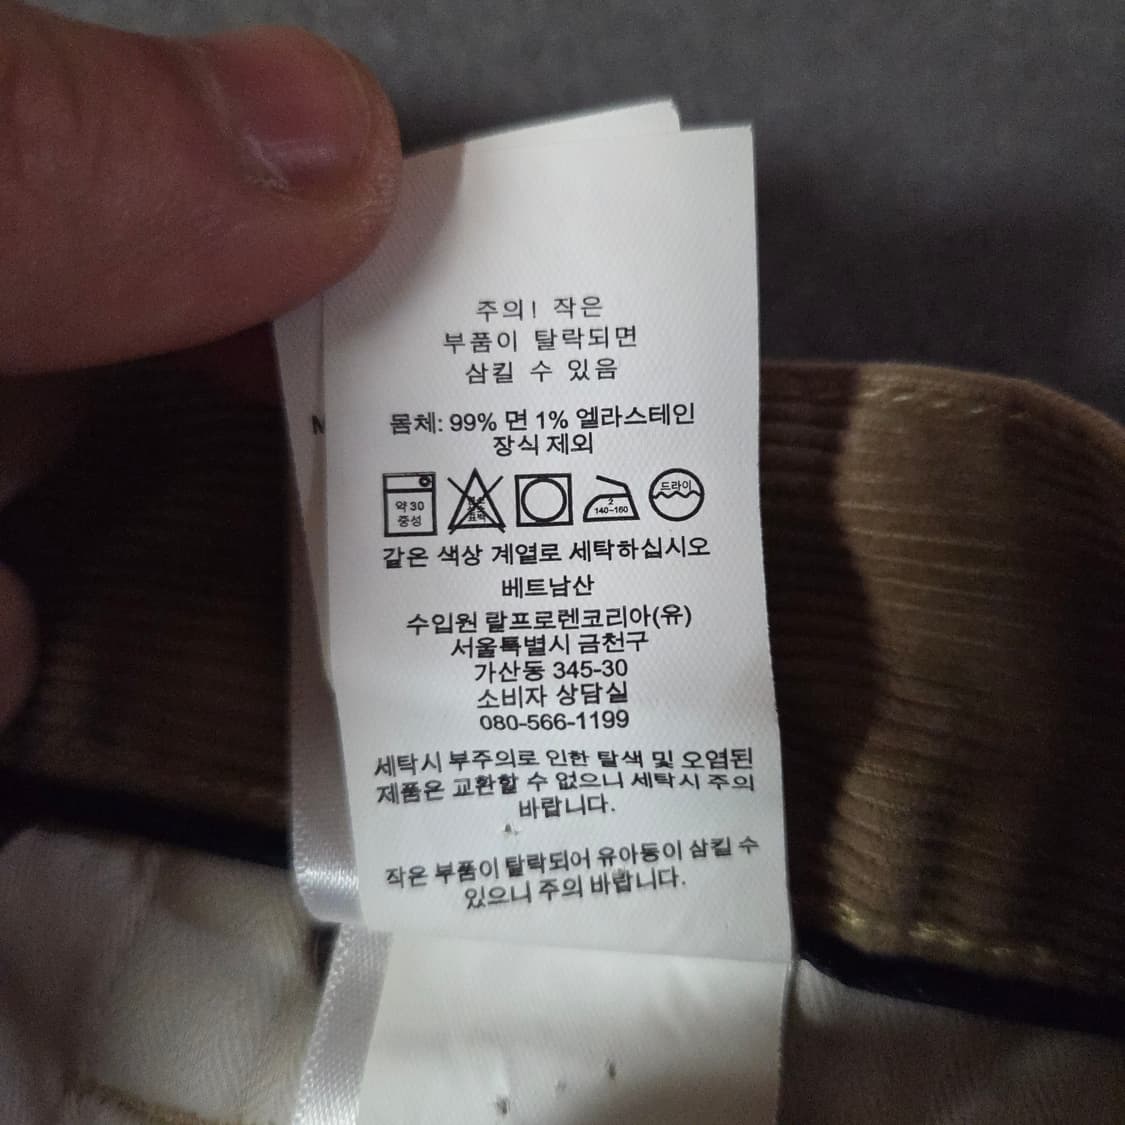 주의! 작은
부품이 탈락되면
삼킬 수 있음
몸체: 99% 면 1% 엘라스테인
장식 제외
약 30
중성
2
140~160
드라이
같은 색상 계열로 세탁하십시오
베트남산
수입원 랄프로렌코리아(유)
서울특별시 금천구
가산동 345-30
소비자 상담실
080-566-1199
세탁시 부주의로 인한 탈색 및 오염된
제품은 교환할 수 없으니 세탁시 주의
바랍니다.
작은 부품이 탈락되어 유아동이 삼킬 수
있으니 주의 바랍니다.